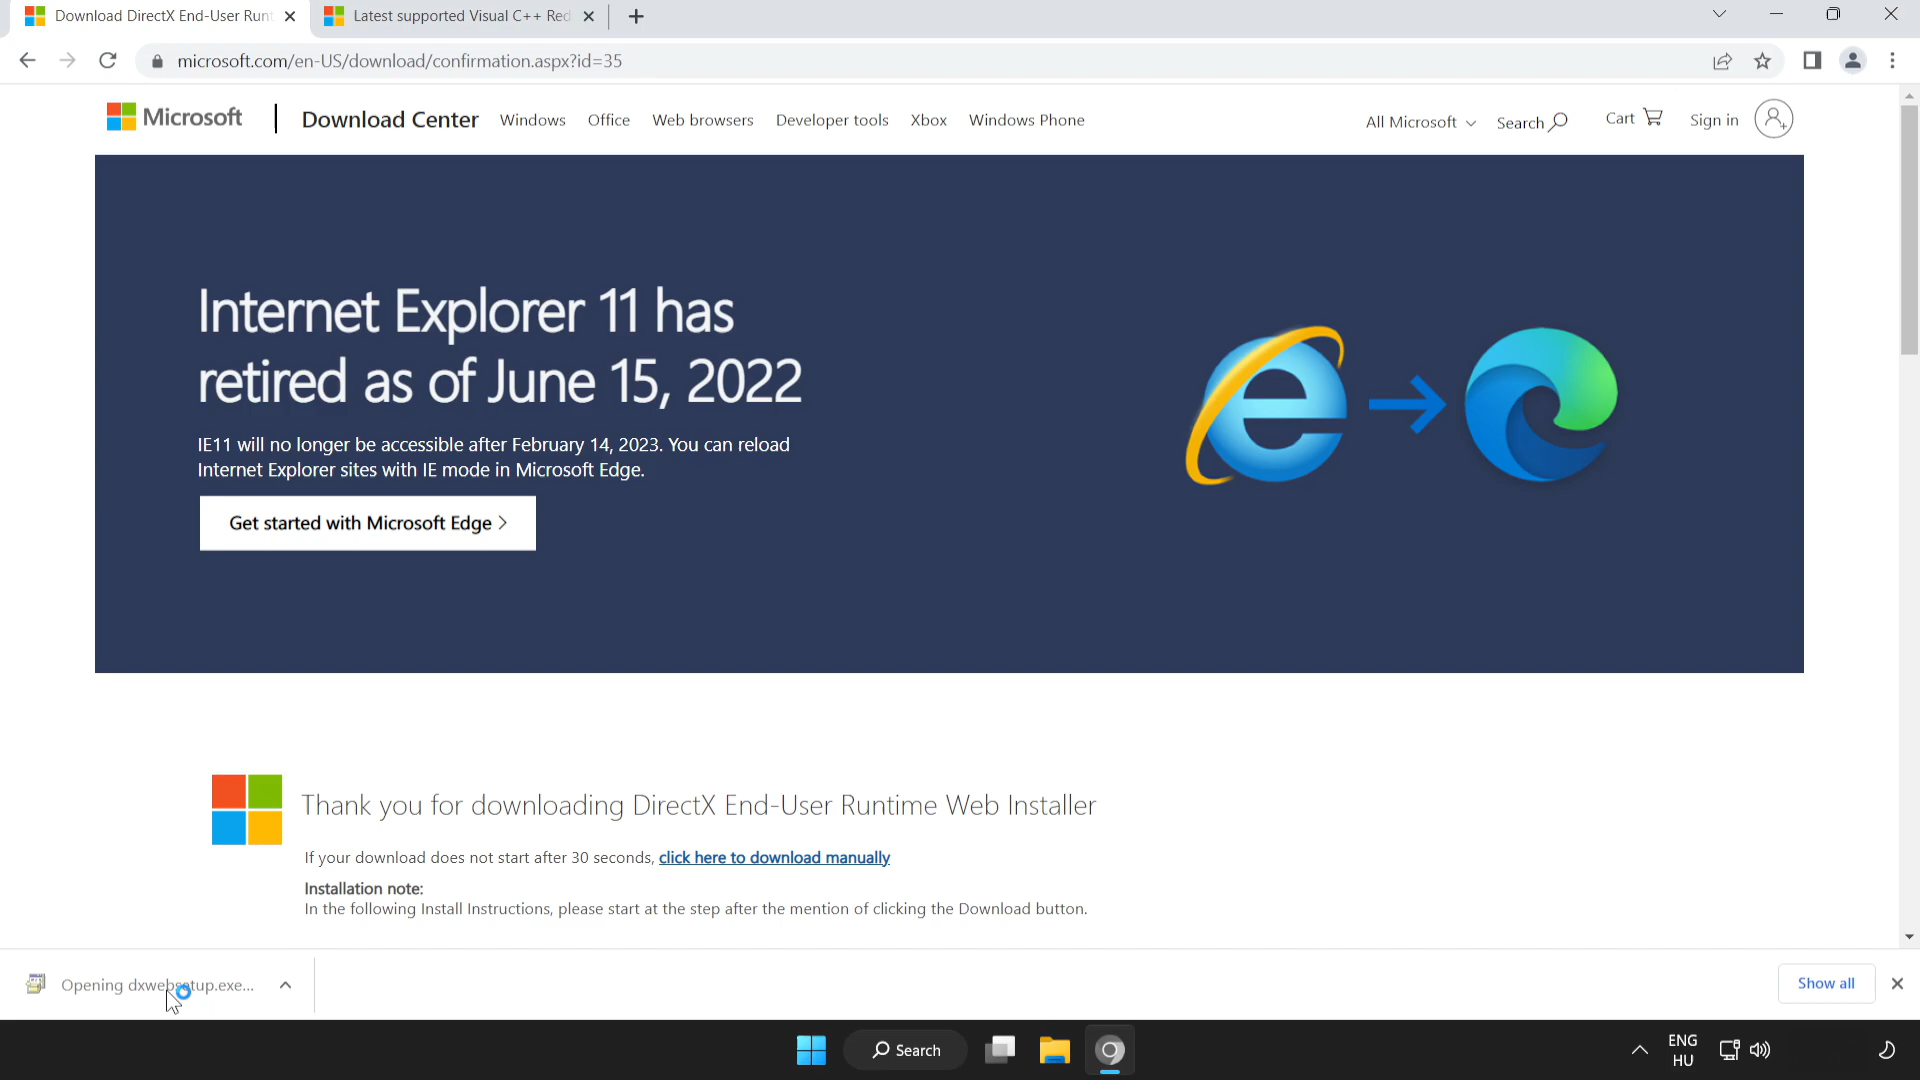 Download DirectX End-User Runt
Latest supported Visual C++ Red
microsoft.com/en-US/download/confirmation.aspx?id=35
Microsoft
Download Center
Windows
Office
Web browsers
Developer tools
Xbox
Windows Phone
All Microsoft
Search
Cart
Sign in
Internet Explorer 11 has
retired as of June 15, 2022
IE11 will no longer be accessible after February 14, 2023. You can reload
Internet Explorer sites with IE mode in Microsoft Edge.
Get started with Microsoft Edge >
Thank you for downloading DirectX End-User Runtime Web Installer
If your download does not start after 30 seconds, click here to download manually
Installation note:
In the following Install Instructions, please start at the step after the mention of clicking the Download button.
Opening dxwebsetup.exe...
Show all
Search
ENG
HU